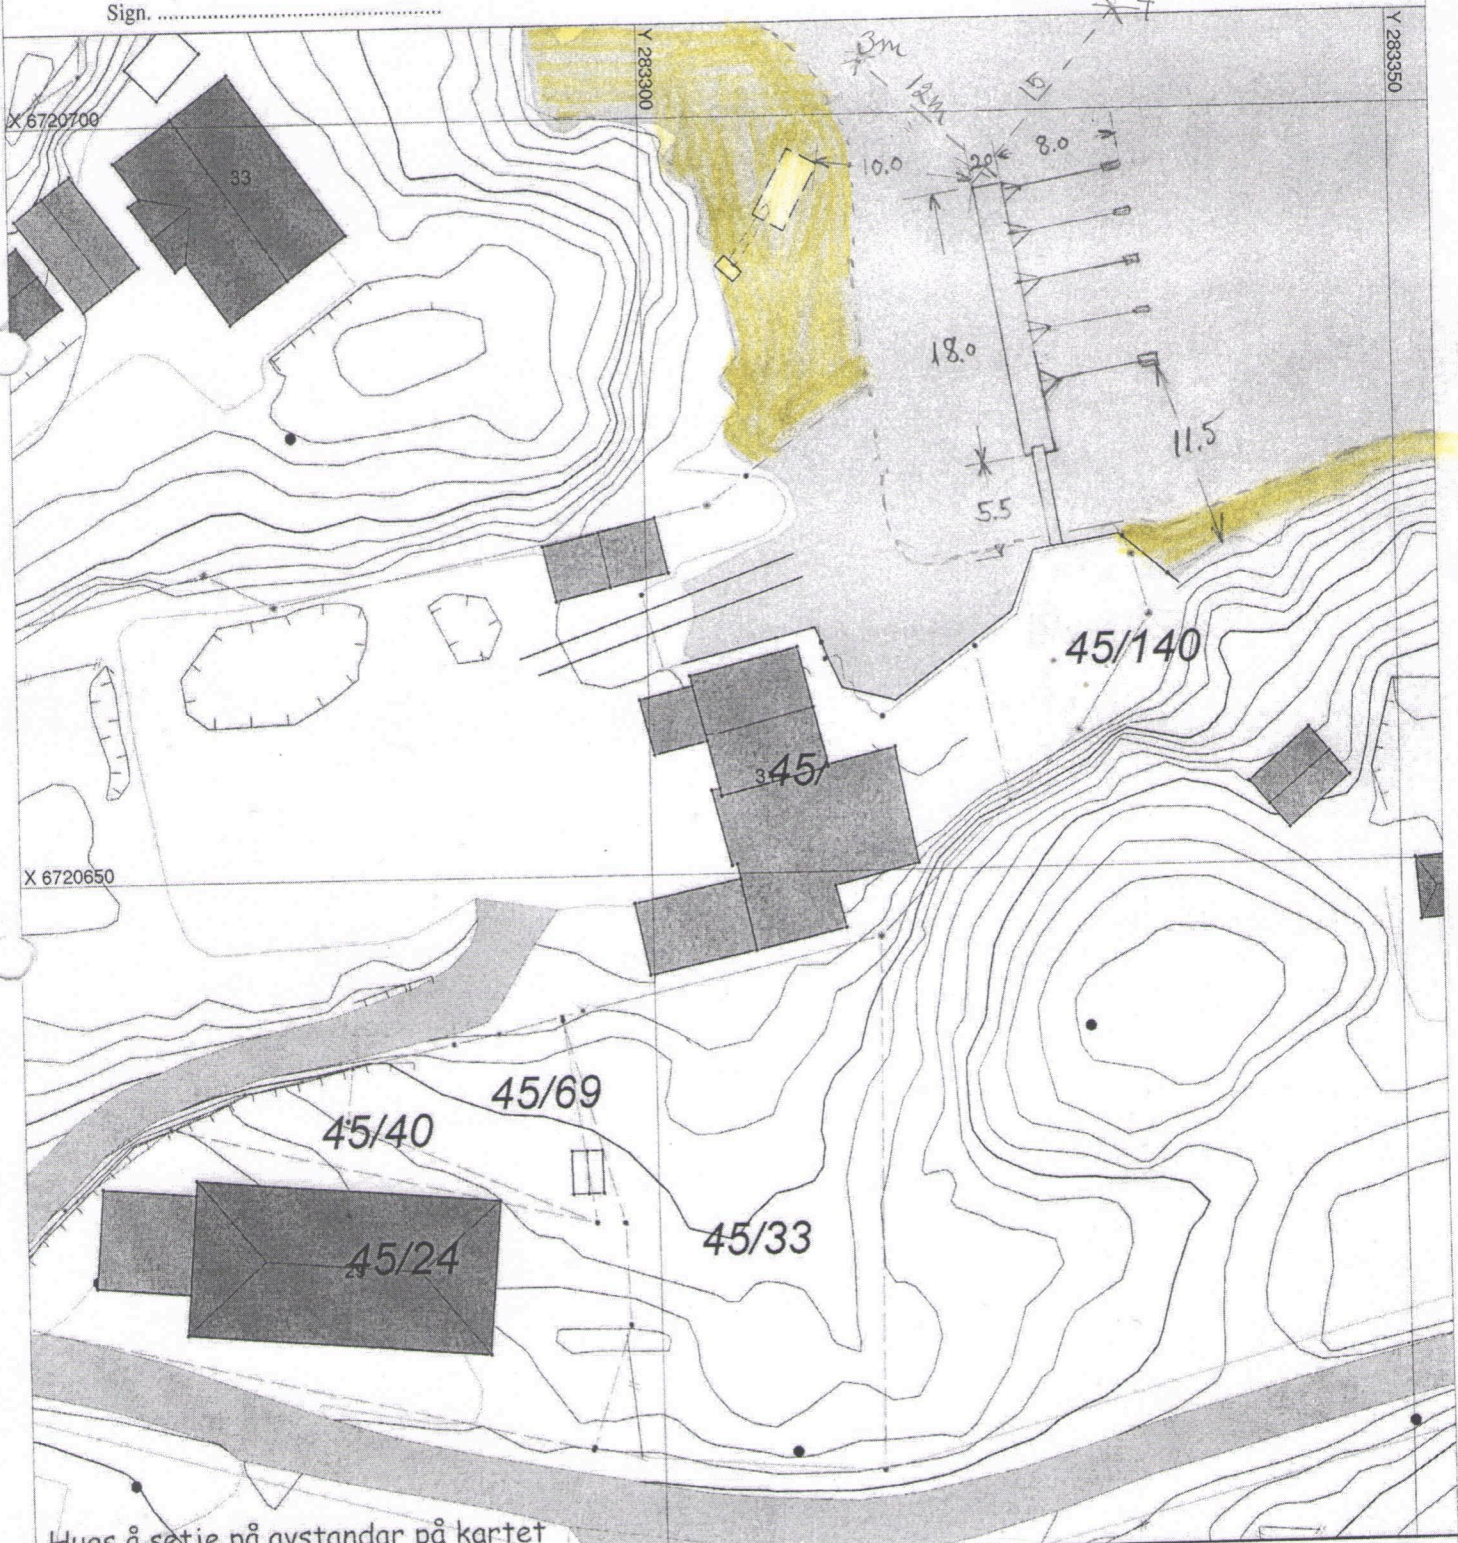 Sign. ........................................
Y 283300
Y 283350
3m
12m
15
X 6720700
33
10.0
2.0
8.0
18.0
11.5
5.5
45/140
45/
X 6720650
45/69
45/40
45/33
45/24
Hugs å setje på avstandar på kartet